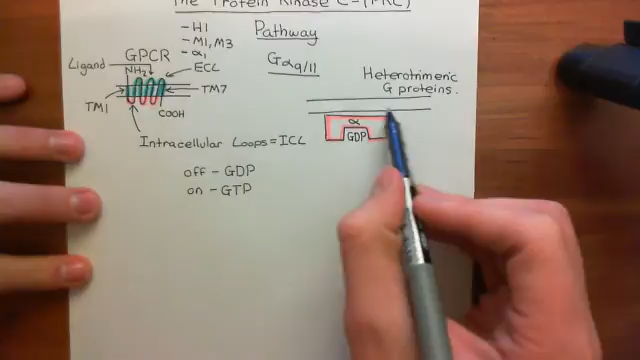 The Protein Kinase C-(PKC)
Pathway
- H1
- M1, M3
- α1
Gαq/11
GPCR
Ligand
NH2
ECL
TM7
TM1
COOH
Intracellular Loops = ICL
off - GDP
on - GTP
Heterotrimeric
G proteins.
α
GDP